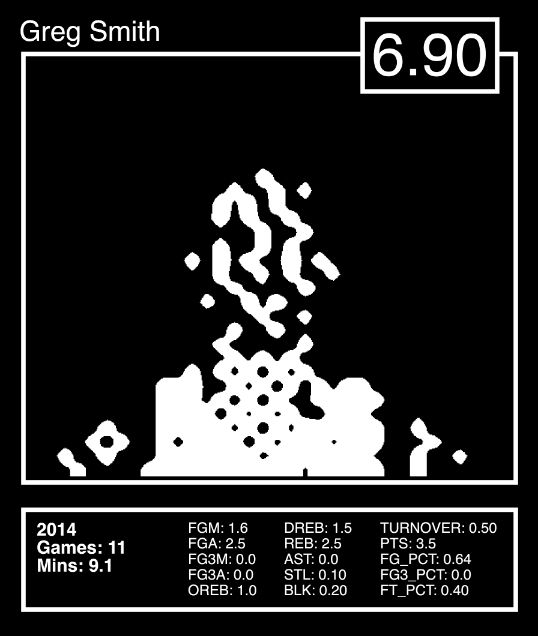 Greg Smith
6.90
2014
Games: 11
Mins: 9.1
FGM: 1.6
FGA: 2.5
FG3M: 0.0
FG3A: 0.0
OREB: 1.0
DREB: 1.5
REB: 2.5
AST: 0.0
STL: 0.10
BLK: 0.20
TURNOVER: 0.50
PTS: 3.5
FG_PCT: 0.64
FG3_PCT: 0.0
FT_PCT: 0.40